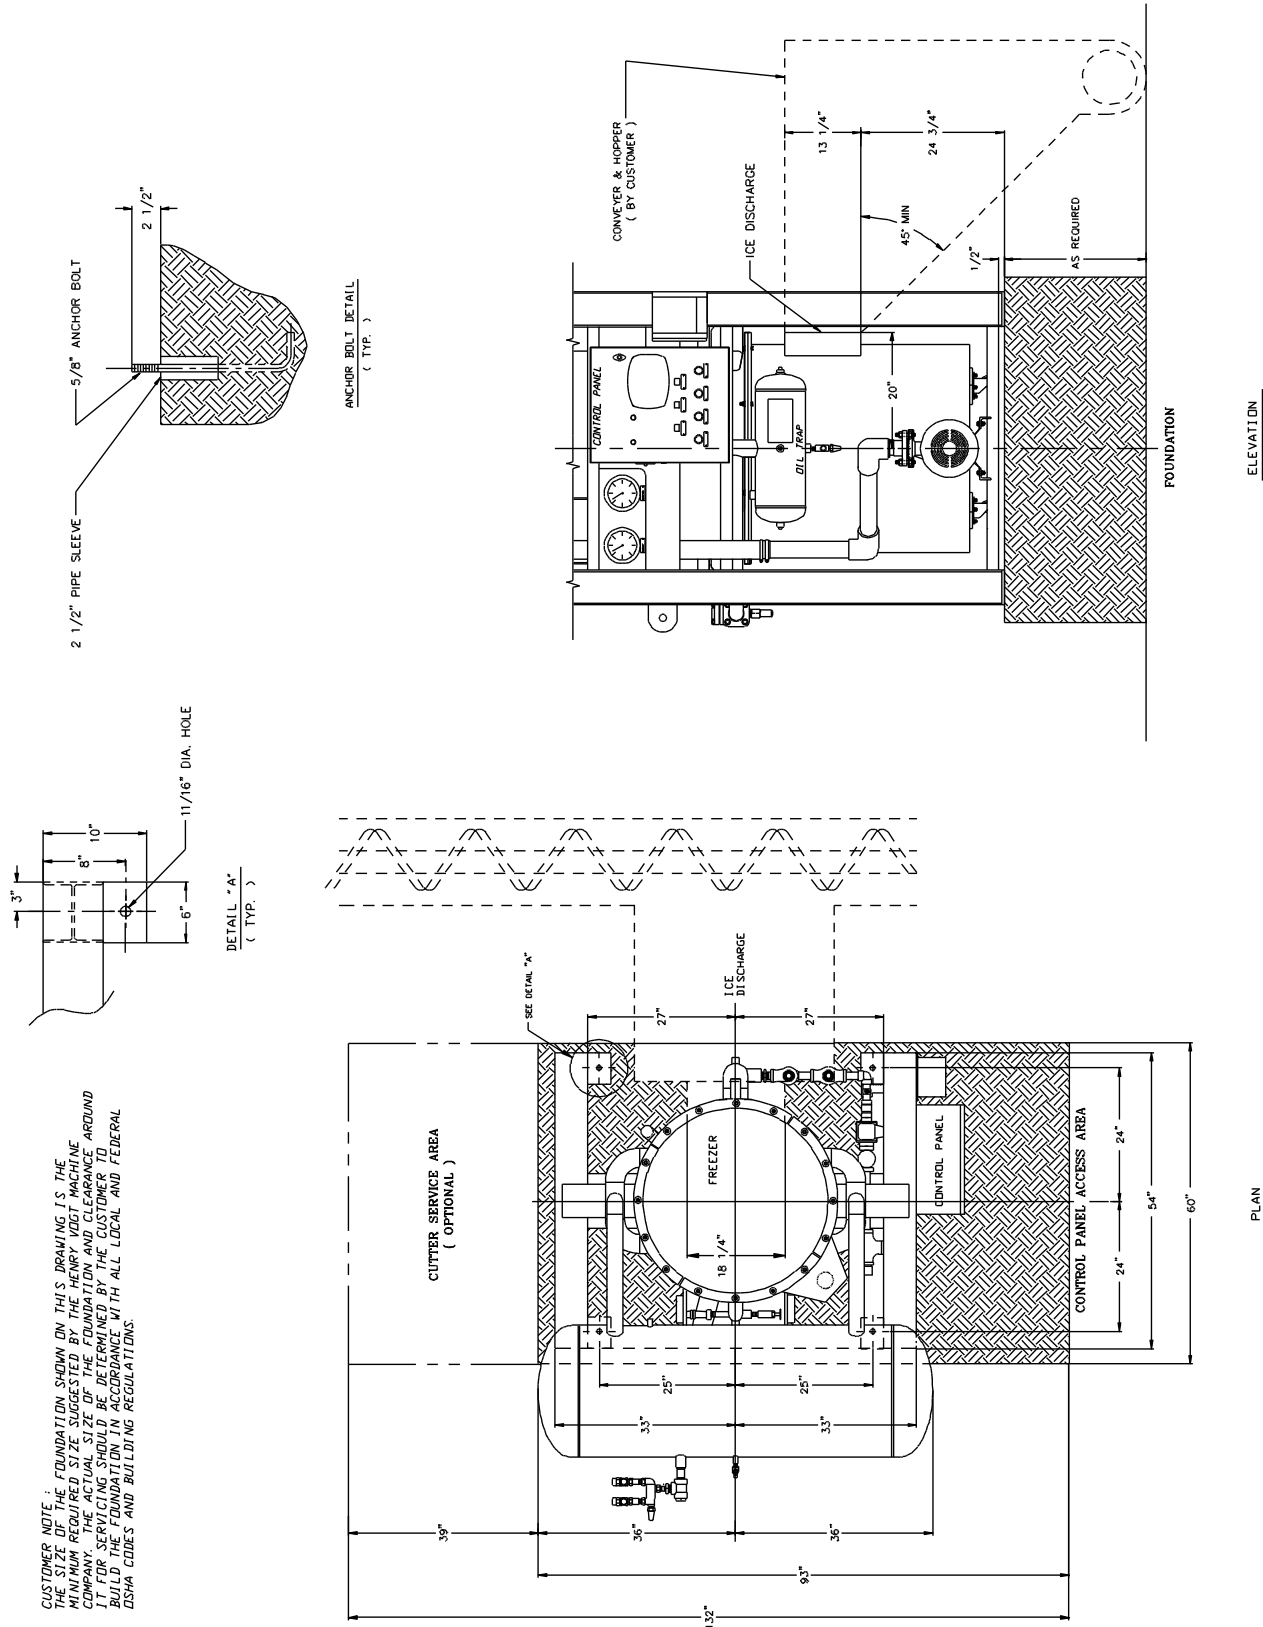 CUSTOMER NOTE :
THE SIZE OF THE FOUNDATION SHOWN ON THIS DRAWING IS THE
MINIMUM REQUIRED SIZE SUGGESTED BY THE HENRY VOGT MACHINE
COMPANY. THE ACTUAL SIZE OF THE FOUNDATION AND CLEARANCE AROUND
IT FOR SERVICING SHOULD BE DETERMINED BY THE CUSTOMER TO
BUILD THE FOUNDATION IN ACCORDANCE WITH ALL LOCAL AND FEDERAL
OSHA CODES AND BUILDING REGULATIONS.
3"
8"
10"
6"
11/16" DIA. HOLE
DETAIL "A"
( TYP. )
2 1/2" PIPE SLEEVE
5/8" ANCHOR BOLT
2 1/2"
ANCHOR BOLT DETAIL
( TYP. )
CUTTER SERVICE AREA
( OPTIONAL )
SEE DETAIL "A"
27"
27"
ICE
DISCHARGE
FREEZER
18 1/4"
CONTROL PANEL
CONTROL PANEL ACCESS AREA
24"
24"
54"
60"
25"
25"
33"
33"
39"
36"
36"
93"
132"
PLAN
CONVEYER & HOPPER
( BY CUSTOMER )
ICE DISCHARGE
13 1/4"
24 3/4"
45° MIN
1/2"
AS REQUIRED
CONTROL PANEL
OIL TRAP
20"
FOUNDATION
ELEVATION